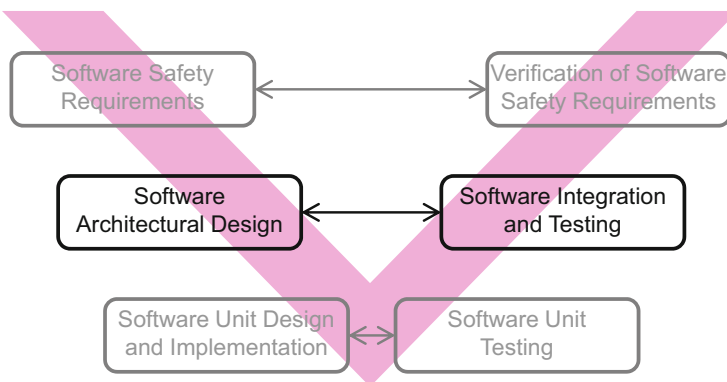 Software Safety
Requirements
Verification of Software
Safety Requirements
Software
Architectural Design
Software Integration
and Testing
Software Unit Design
and Implementation
Software Unit
Testing